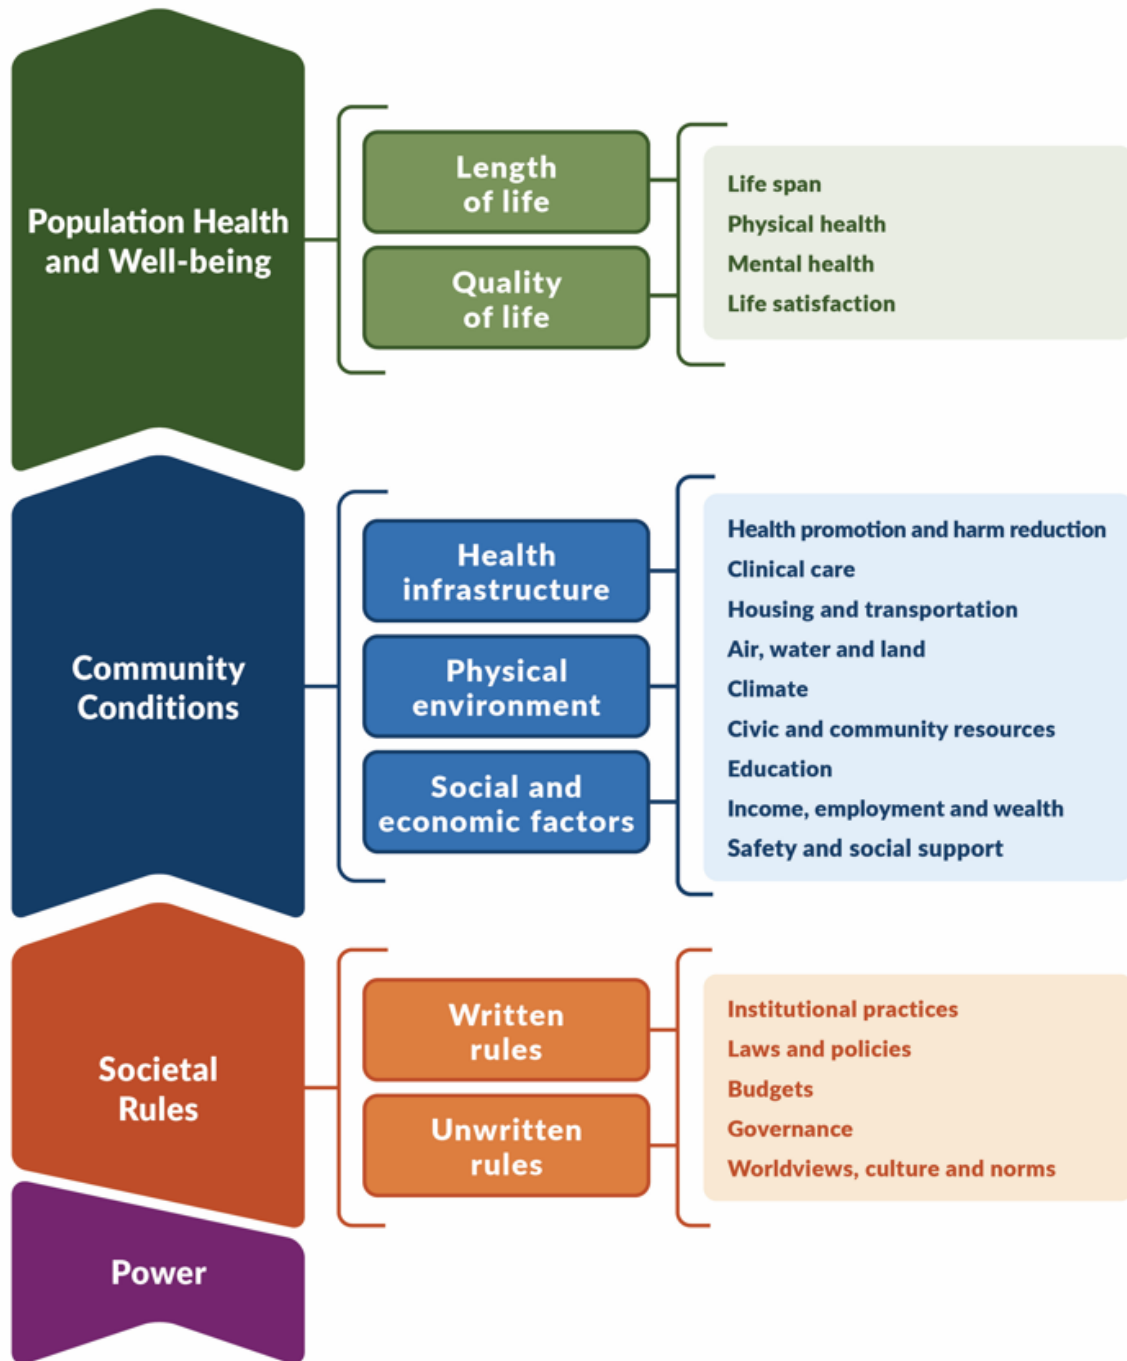 Population Health
and Well-being
Length
of life
Quality
of life
Life span
Physical health
Mental health
Life satisfaction
Community
Conditions
Health
infrastructure
Physical
environment
Social and
economic factors
Health promotion and harm reduction
Clinical care
Housing and transportation
Air, water and land
Climate
Civic and community resources
Education
Income, employment and wealth
Safety and social support
Societal
Rules
Written
rules
Unwritten
rules
Institutional practices
Laws and policies
Budgets
Governance
Worldviews, culture and norms
Power